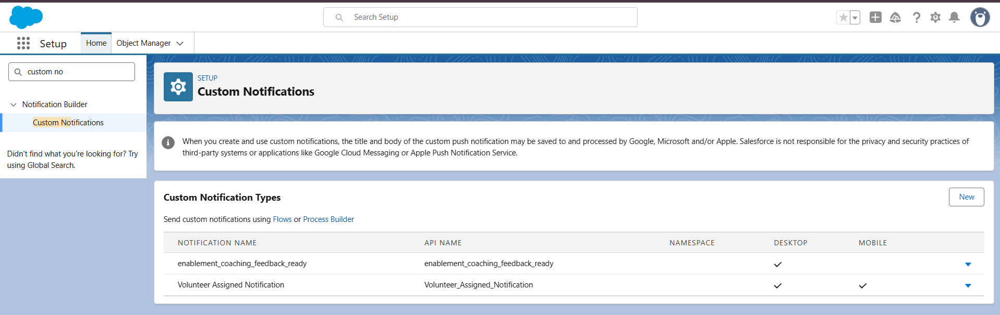 Search Setup
Setup
Home
Object Manager
custom no
Notification Builder
Custom Notifications
Didn't find what you're looking for? Try
using Global Search.
SETUP
Custom Notifications
When you create and use custom notifications, the title and body of the custom push notification may be saved to and processed by Google, Microsoft and/or Apple. Salesforce is not responsible for the privacy and security practices of
third-party systems or applications like Google Cloud Messaging or Apple Push Notification Service.
Custom Notification Types
New
Send custom notifications using Flows or Process Builder
NOTIFICATION NAME API NAME NAMESPACE DESKTOP MOBILE
enablement_coaching_feedback_ready enablement_coaching_feedback_ready
Volunteer Assigned Notification Volunteer_Assigned_Notification